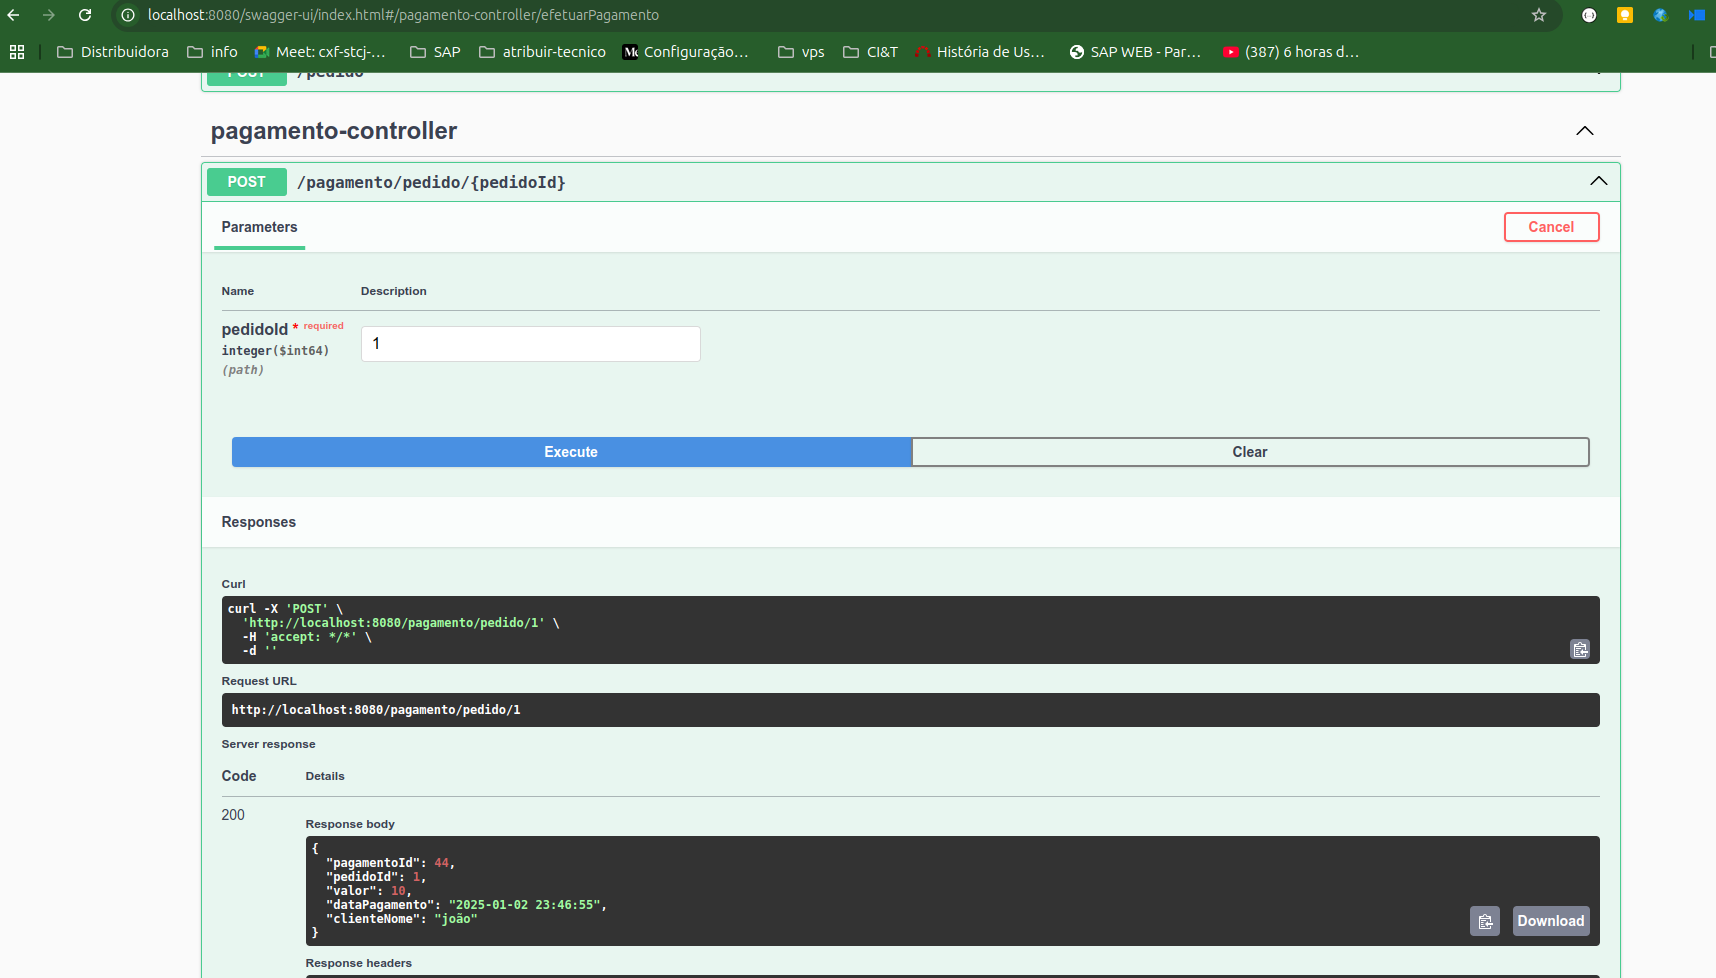 localhost:8080/swagger-ui/index.html#/pagamento-controller/efetuarPagamento
Distribuidora info Meet: cxf-stcj-... SAP atribuir-tecnico Configuração... vps CI&T História de Us... SAP WEB - Par... (387) 6 horas d...
POST /pedido
pagamento-controller
POST /pagamento/pedido/{pedidoId}
Parameters Cancel
Name Description
pedidoId * required
integer($int64)
(path)
1
Execute Clear
Responses
Curl
curl -X 'POST' \
'http://localhost:8080/pagamento/pedido/1' \
-H 'accept: */*' \
-d ''
Request URL
http://localhost:8080/pagamento/pedido/1
Server response
Code Details
200
Response body
{
"pagamentoId": 44,
"pedidoId": 1,
"valor": 10,
"dataPagamento": "2025-01-02 23:46:55",
"clienteNome": "joão"
}
Download
Response headers